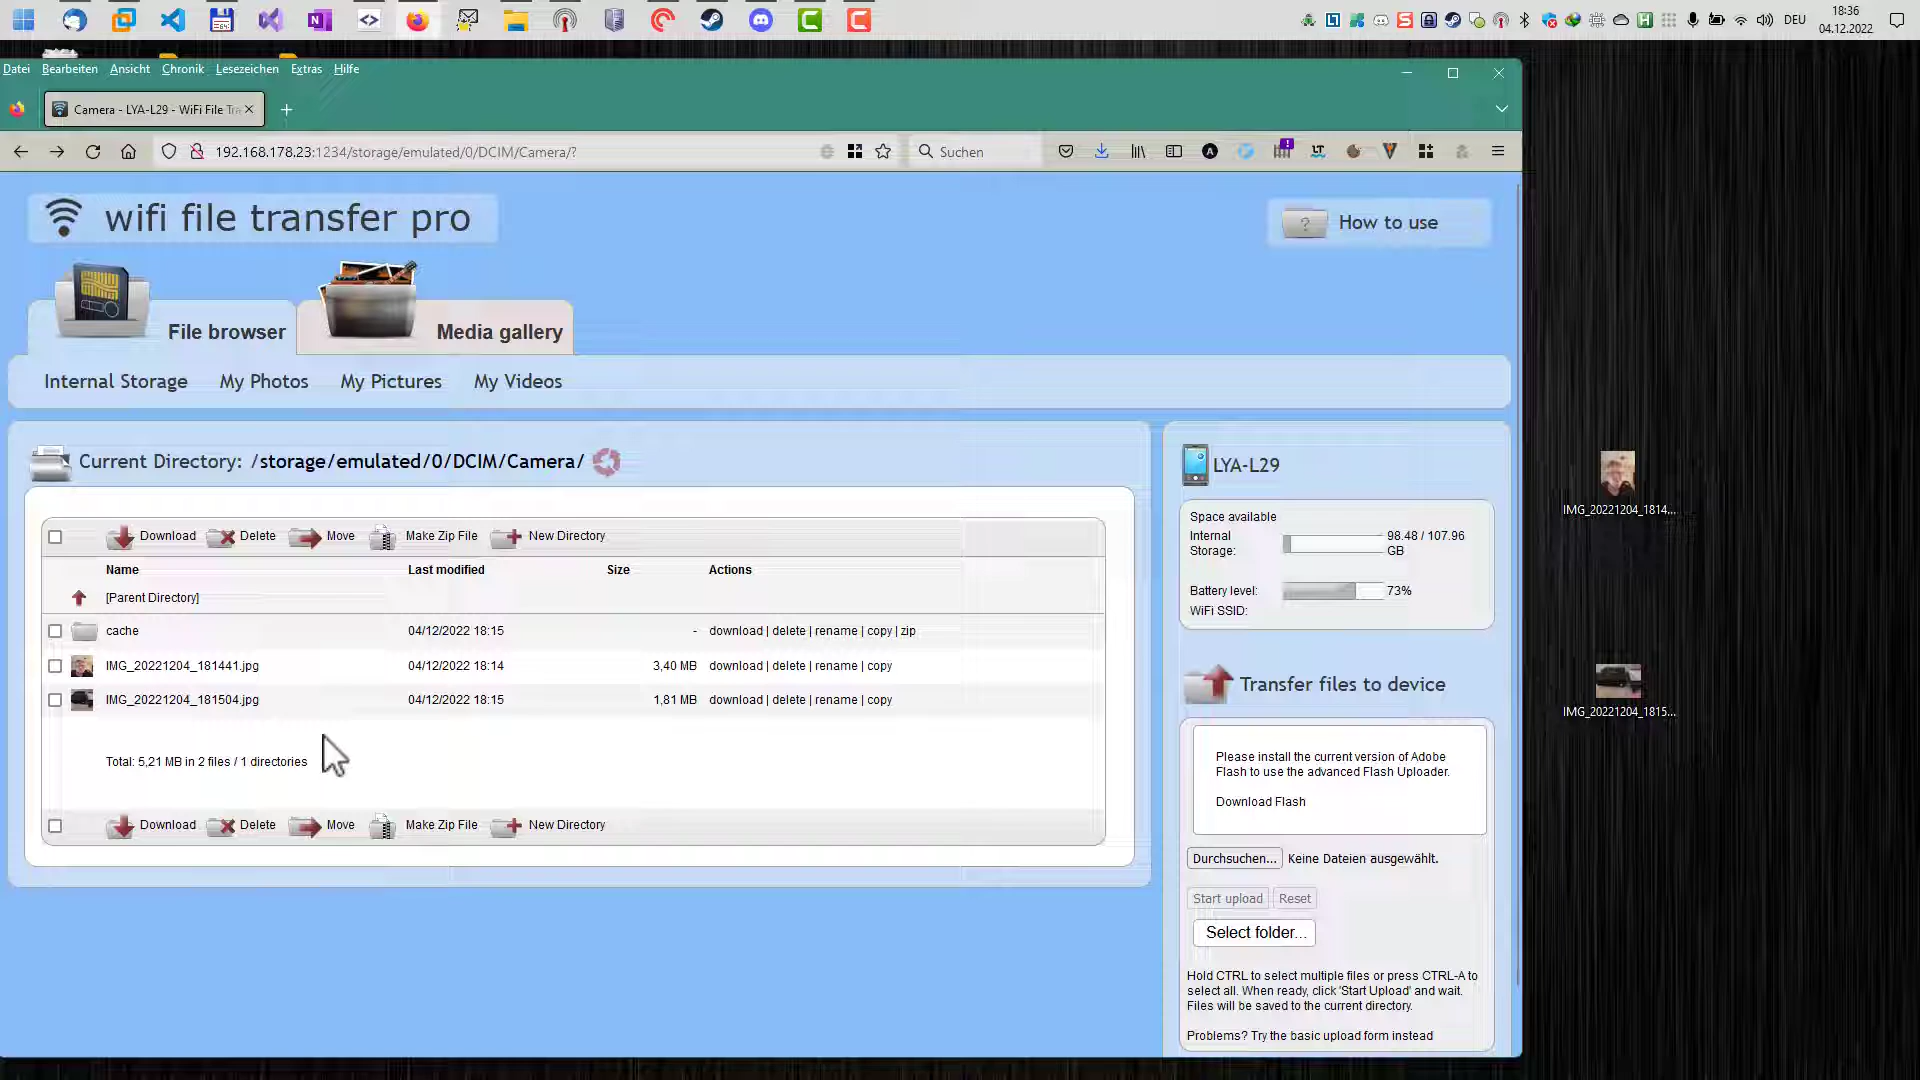 DEU
18:36
04.12.2022
Datei Bearbeiten Ansicht Chronik Lesezeichen Extras Hilfe
Camera - LYA-L29 - WiFi File Tra
192.168.178.23:1234/storage/emulated/0/DCIM/Camera/?
Suchen
wifi file transfer pro
How to use
File browser
Media gallery
Internal Storage My Photos My Pictures My Videos
Current Directory: /storage/emulated/0/DCIM/Camera/
Download Delete Move Make Zip File New Directory
Name Last modified Size Actions
[Parent Directory]
cache 04/12/2022 18:15 - download | delete | rename | copy | zip
IMG_20221204_181441.jpg 04/12/2022 18:14 3,40 MB download | delete | rename | copy
IMG_20221204_181504.jpg 04/12/2022 18:15 1,81 MB download | delete | rename | copy
Total: 5,21 MB in 2 files / 1 directories
Download Delete Move Make Zip File New Directory
LYA-L29
Space available
Internal Storage: 98.48 / 107.96 GB
Battery level: 73%
WiFi SSID:
Transfer files to device
Please install the current version of Adobe
Flash to use the advanced Flash Uploader.
Download Flash
Durchsuchen... Keine Dateien ausgewählt.
Start upload Reset
Select folder...
Hold CTRL to select multiple files or press CTRL-A to
select all. When ready, click 'Start Upload' and wait.
Files will be saved to the current directory.
Problems? Try the basic upload form instead
IMG_20221204_1814...
IMG_20221204_1815...